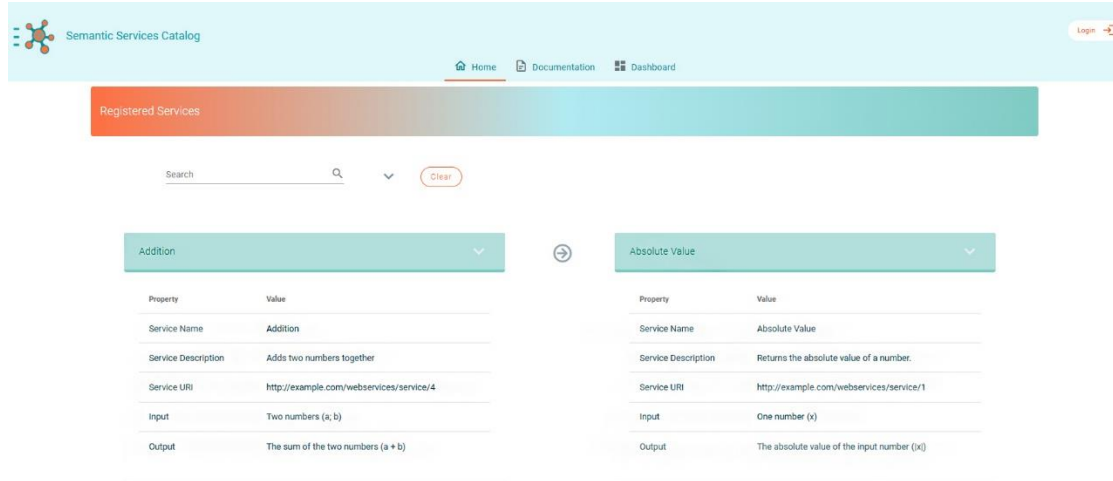 Semantic Services Catalog
Login
Home Documentation Dashboard
Registered Services
Search Clear
Addition
Property Value
Service Name Addition
Service Description Adds two numbers together
Service URI http://example.com/webservices/service/4
Input Two numbers (a; b)
Output The sum of the two numbers (a + b)
Absolute Value
Property Value
Service Name Absolute Value
Service Description Returns the absolute value of a number.
Service URI http://example.com/webservices/service/1
Input One number (x)
Output The absolute value of the input number (|x|)